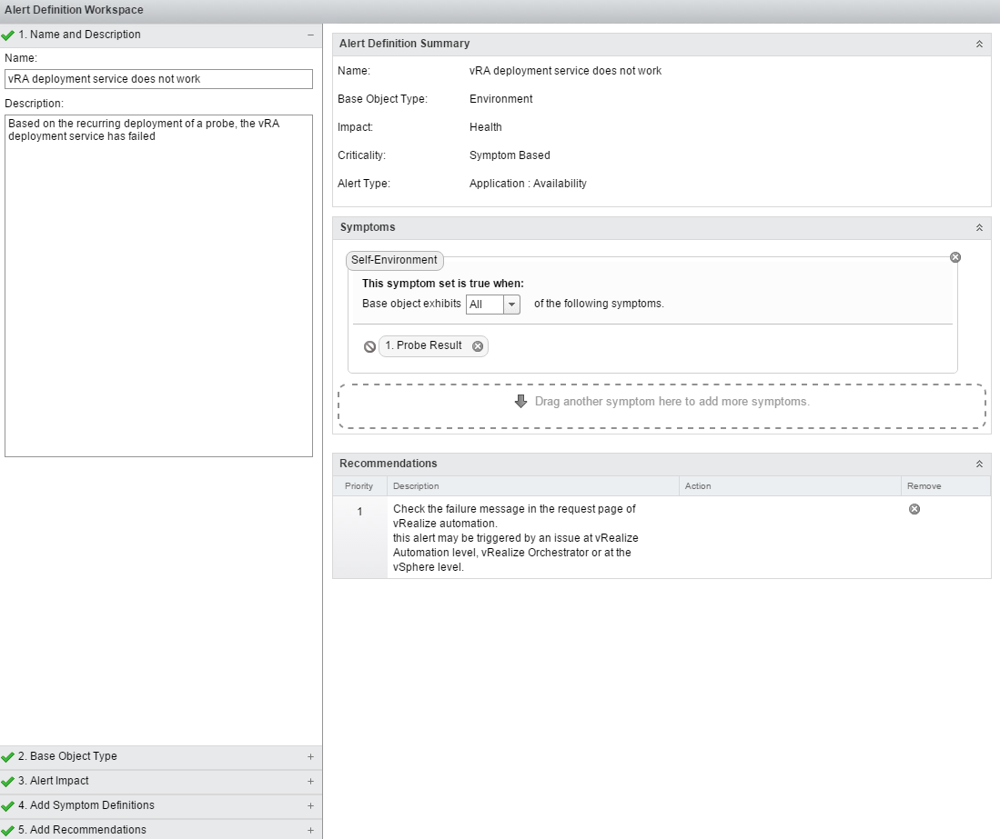 Alert Definition Workspace
1. Name and Description
Name:
vRA deployment service does not work
Description:
Based on the recurring deployment of a probe, the vRA
deployment service has failed
2. Base Object Type
3. Alert Impact
4. Add Symptom Definitions
5. Add Recommendations
Alert Definition Summary
Name: vRA deployment service does not work
Base Object Type: Environment
Impact: Health
Criticality: Symptom Based
Alert Type: Application : Availability
Symptoms
Self-Environment
This symptom set is true when:
Base object exhibits All of the following symptoms.
1. Probe Result
Drag another symptom here to add more symptoms.
Recommendations
Priority Description Action Remove
1 Check the failure message in the request page of
vRealize automation.
this alert may be triggered by an issue at vRealize
Automation level, vRealize Orchestrator or at the
vSphere level.